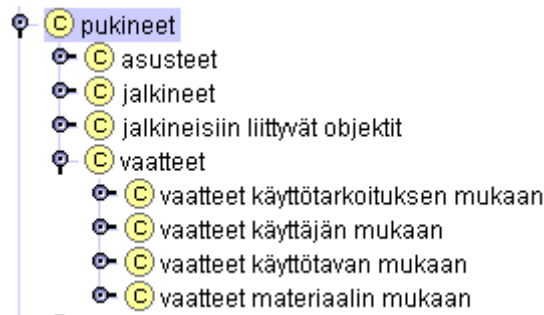 C pukineet
C asusteet
C jalkineet
C jalkineisiin liittyvät objektit
C vaatteet
C vaatteet käyttötarkoituksen mukaan
C vaatteet käyttäjän mukaan
C vaatteet käyttötavan mukaan
C vaatteet materiaalin mukaan